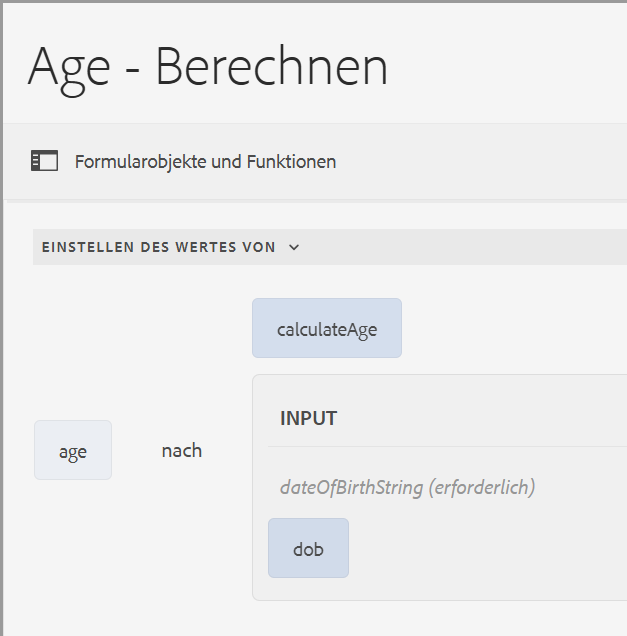 Age - Berechnen
Formularobjekte und Funktionen
EINSTELLEN DES WERTES VON
calculateAge
INPUT
age
nach
dateOfBirthString (erforderlich)
dob